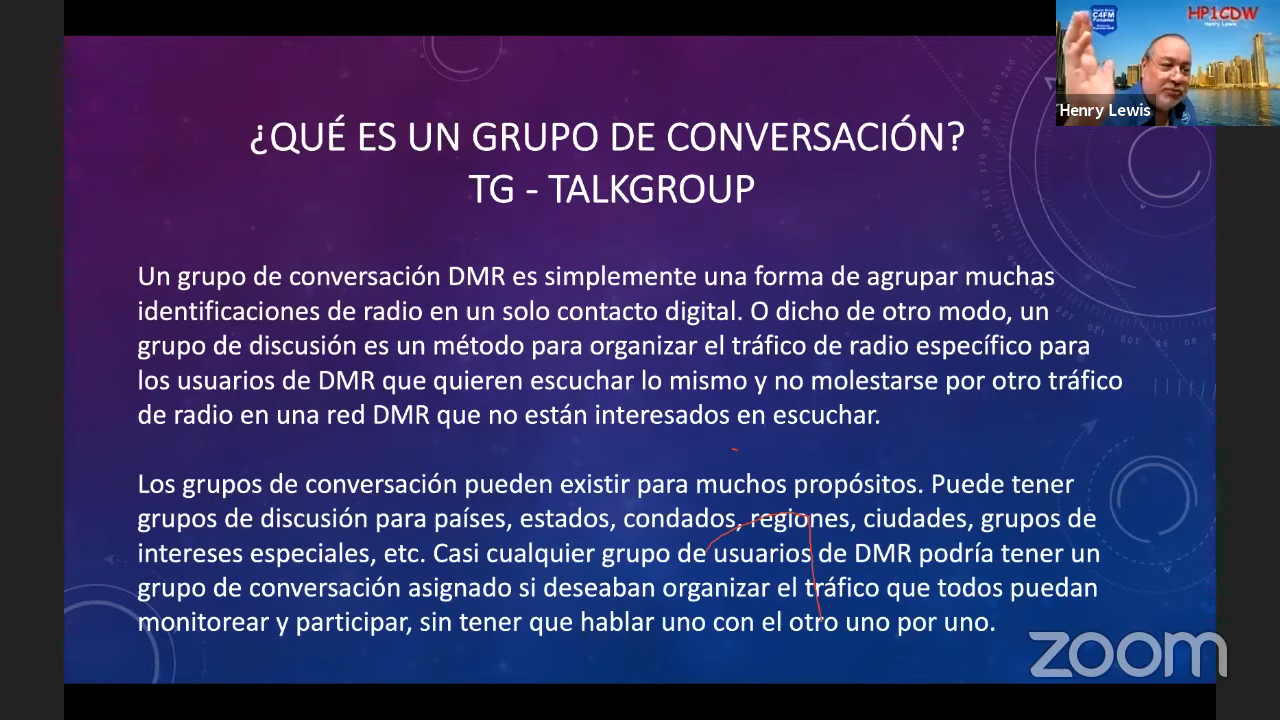 C4FM
Panama
HP1CDW
Henry Lewis
Henry Lewis
¿QUÉ ES UN GRUPO DE CONVERSACIÓN?
TG - TALKGROUP
Un grupo de conversación DMR es simplemente una forma de agrupar muchas
identificaciones de radio en un solo contacto digital. O dicho de otro modo, un
grupo de discusión es un método para organizar el tráfico de radio específico para
los usuarios de DMR que quieren escuchar lo mismo y no molestarse por otro tráfico
de radio en una red DMR que no están interesados en escuchar.
Los grupos de conversación pueden existir para muchos propósitos. Puede tener
grupos de discusión para países, estados, condados, regiones, ciudades, grupos de
intereses especiales, etc. Casi cualquier grupo de usuarios de DMR podría tener un
grupo de conversación asignado si deseaban organizar el tráfico que todos puedan
monitorear y participar, sin tener que hablar uno con el otro uno por uno.
zoom